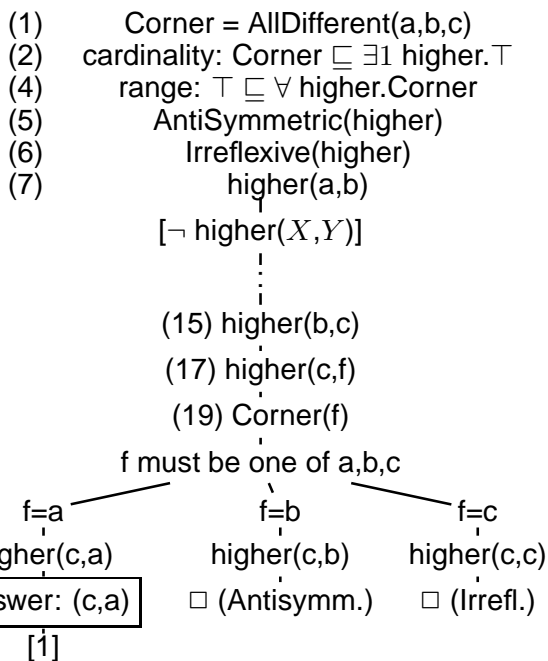 (1) Corner = AllDifferent(a,b,c)
(2) cardinality: Corner ⊑ ∃1 higher.⊤
(4) range: ⊤ ⊑ ∀ higher.Corner
(5) AntiSymmetric(higher)
(6) Irreflexive(higher)
(7) higher(a,b)
[¬ higher(X,Y)]
(15) higher(b,c)
(17) higher(c,f)
(19) Corner(f)
f must be one of a,b,c
f=a f=b f=c
gher(c,a) higher(c,b) higher(c,c)
swer: (c,a) □ (Antisymm.) □ (Irrefl.)
[1]